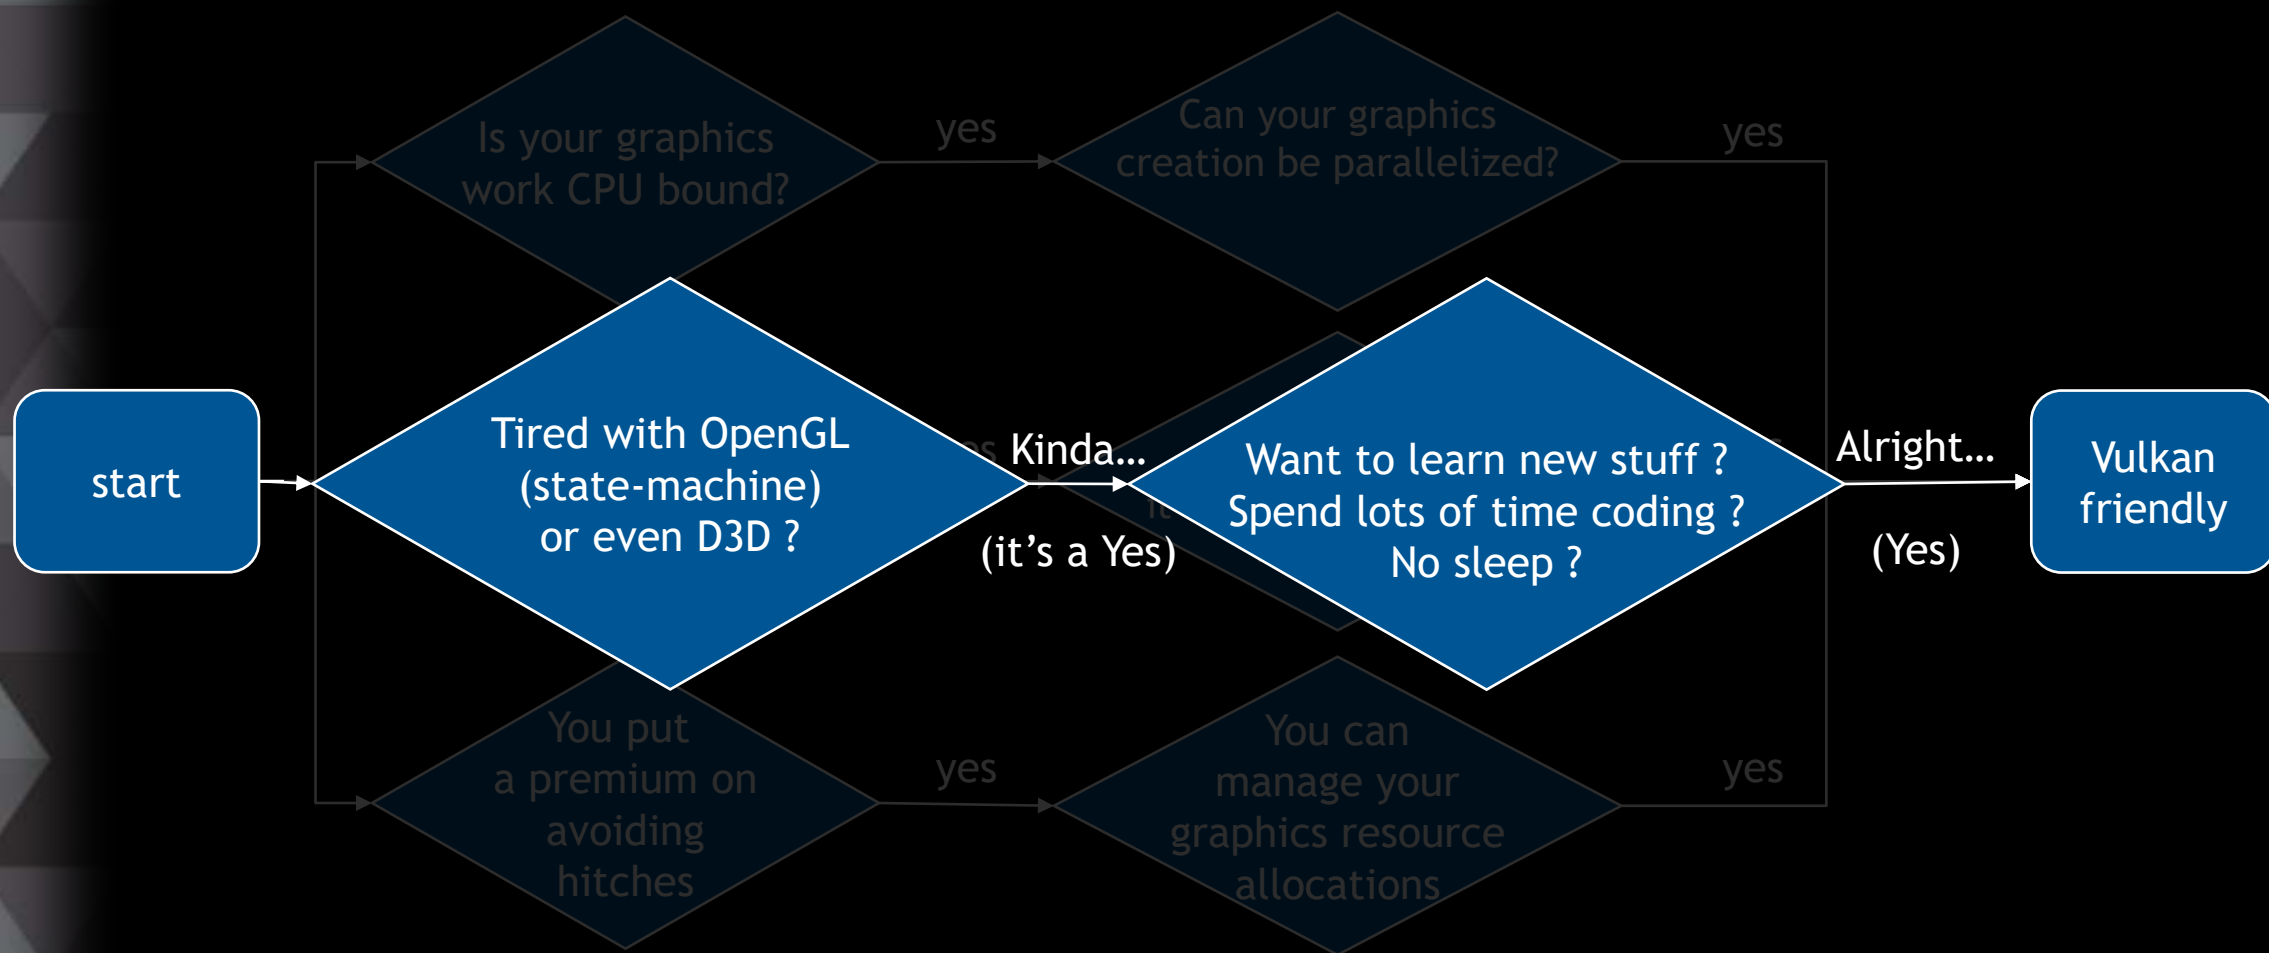 Is your graphics
work CPU bound?
yes
Can your graphics
creation be parallelized?
yes
start
Tired with OpenGL
(state-machine)
or even D3D ?
Kinda…
(it’s a Yes)
Want to learn new stuff ?
Spend lots of time coding ?
No sleep ?
Alright…
(Yes)
Vulkan
friendly
You put
a premium on
avoiding
hitches
yes
You can
manage your
graphics resource
allocations
yes